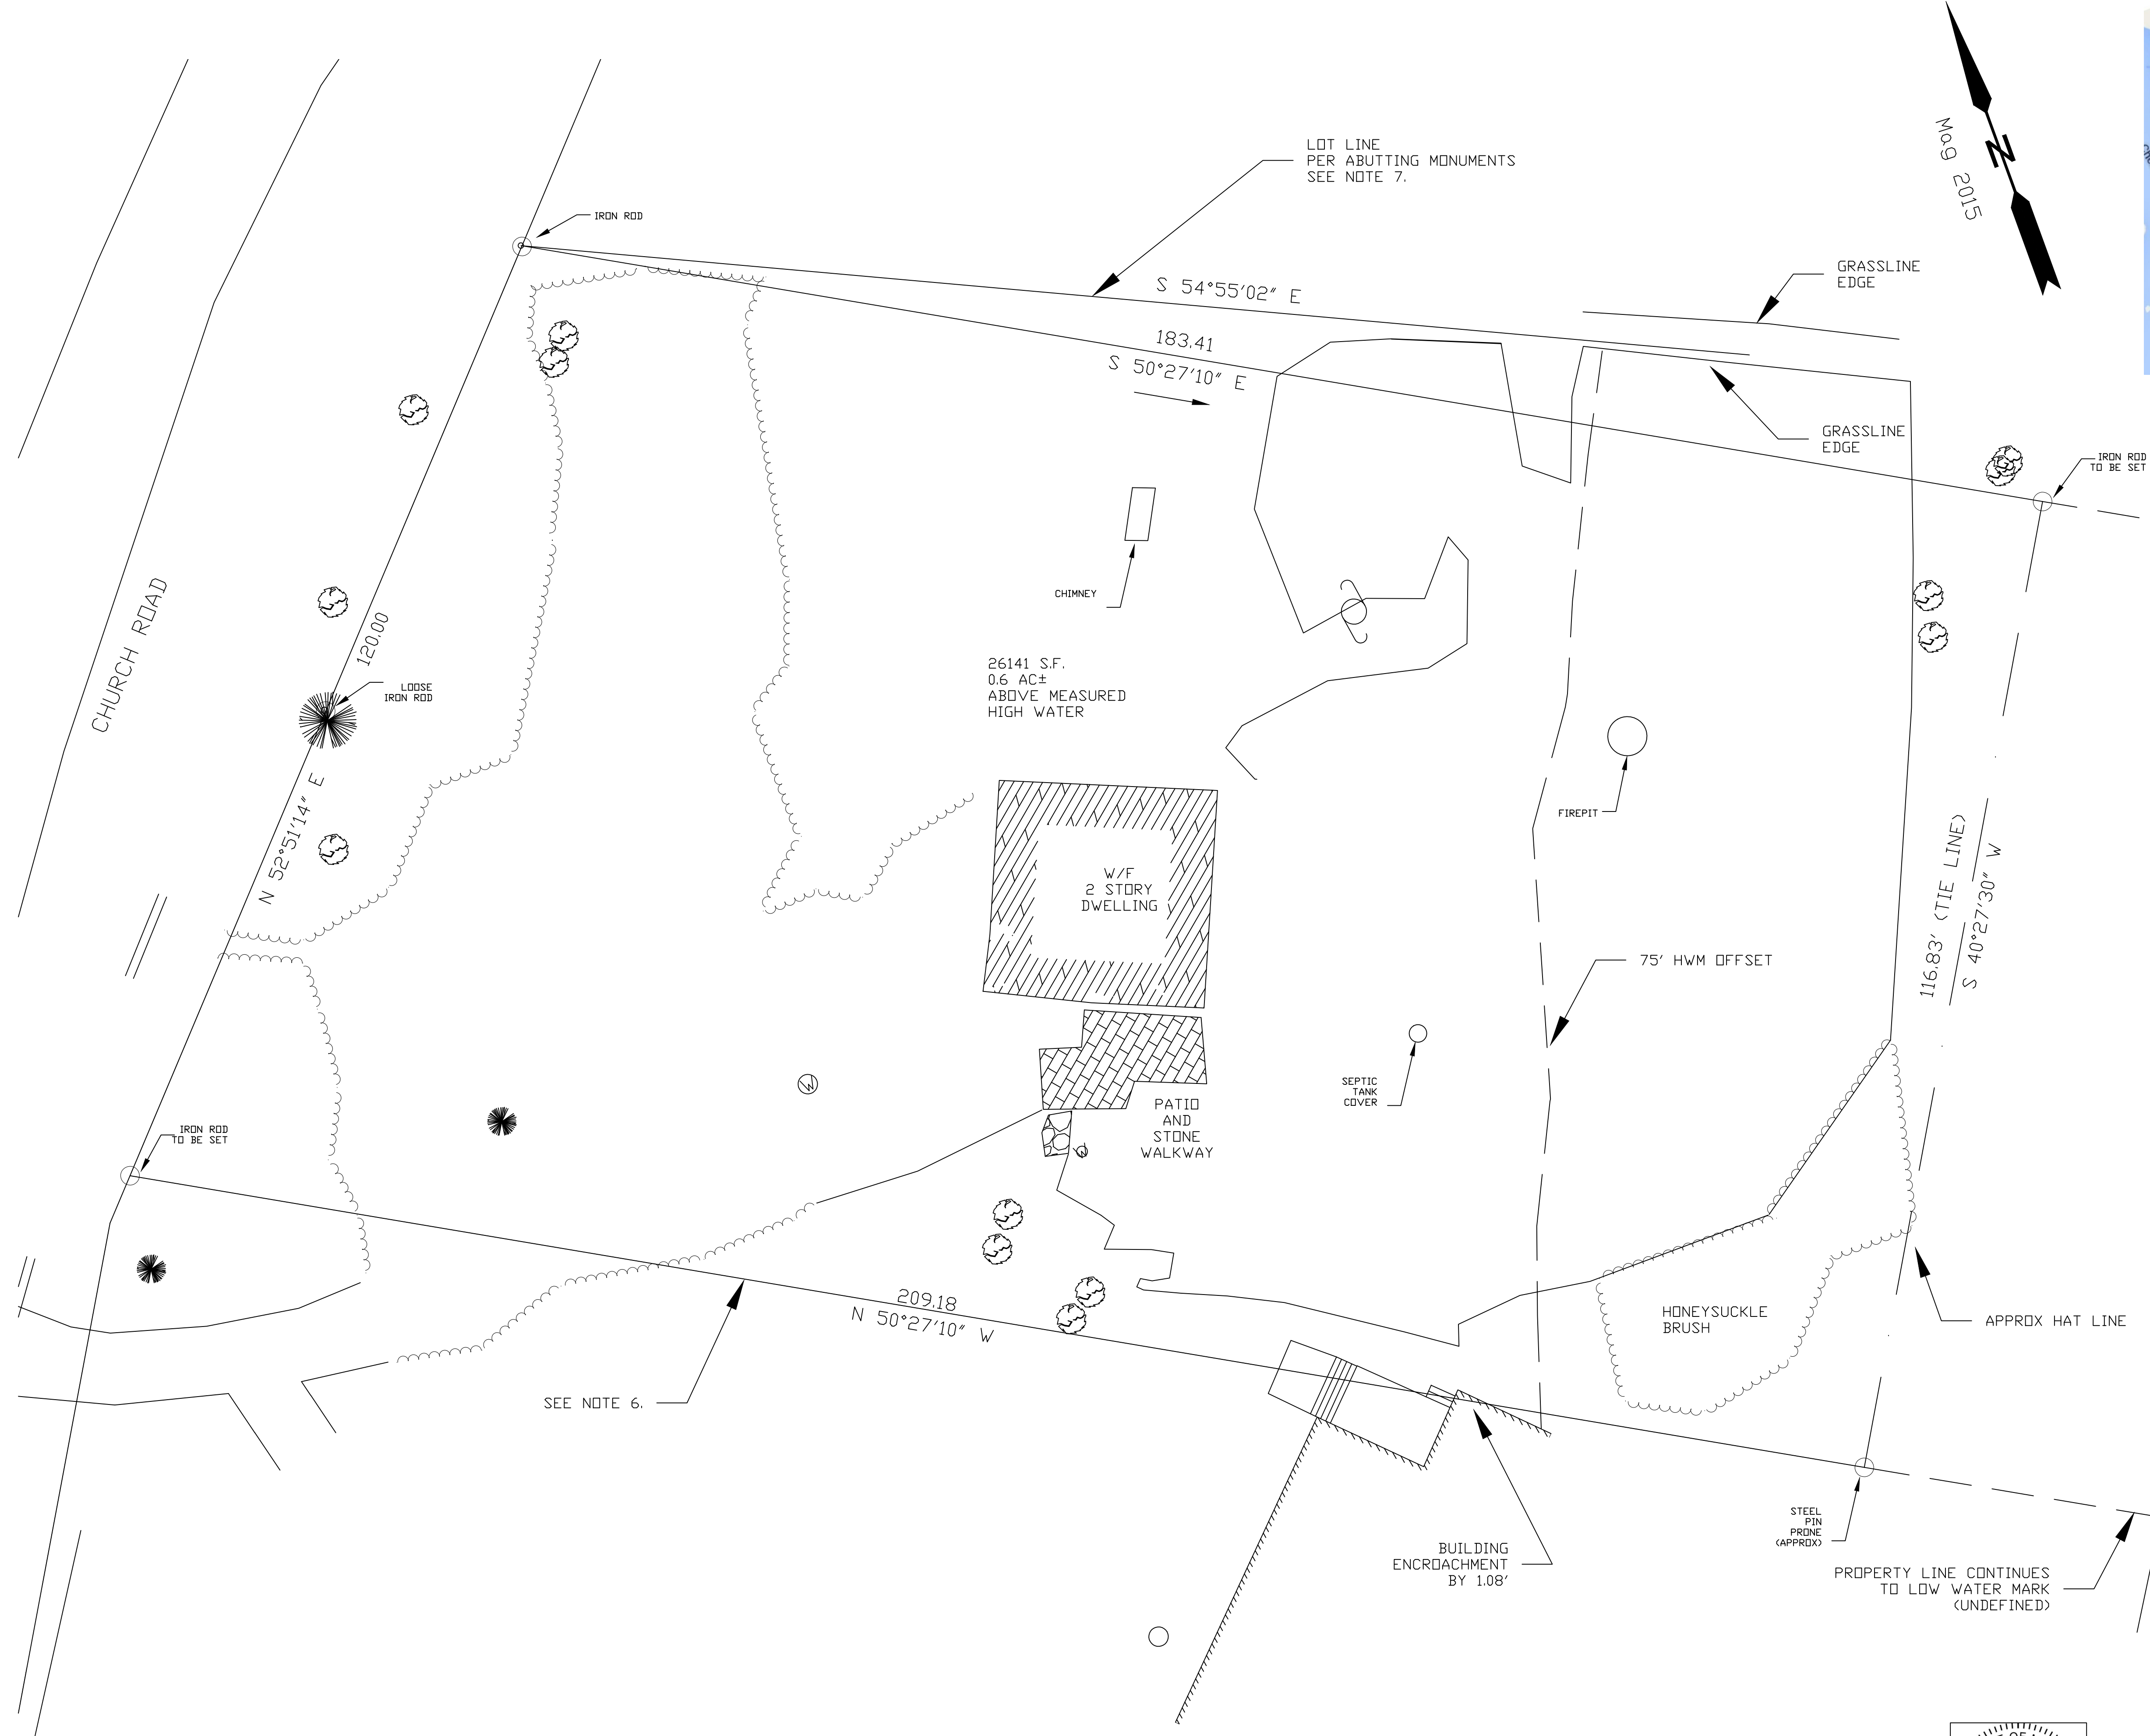 LOT LINE
PER ABUTTING MONUMENTS
SEE NOTE 7.
Mag 2015
N
IRON ROD
S 54°55'02" E
GRASSLINE
EDGE
183.41
S 50°27'10" E
GRASSLINE
EDGE
IRON ROD
TO BE SET
CHIMNEY
CHURCH ROAD
120.00
LOOSE
IRON ROD
26141 S.F.
0.6 AC±
ABOVE MEASURED
HIGH WATER
N 52°51'14" E
FIREPIT
W/F
2 STORY
DWELLING
116.83' (TIE LINE)
S 40°27'30" W
75' HWM OFFSET
W
SEPTIC
TANK
COVER
PATIO
AND
STONE
WALKWAY
IRON ROD
TO BE SET
209.18
N 50°27'10" W
HONEYSUCKLE
BRUSH
APPROX HAT LINE
SEE NOTE 6.
STEEL
PIN
PRONE
(APPROX)
BUILDING
ENCROACHMENT
BY 1.08'
PROPERTY LINE CONTINUES
TO LOW WATER MARK
(UNDEFINED)
OF